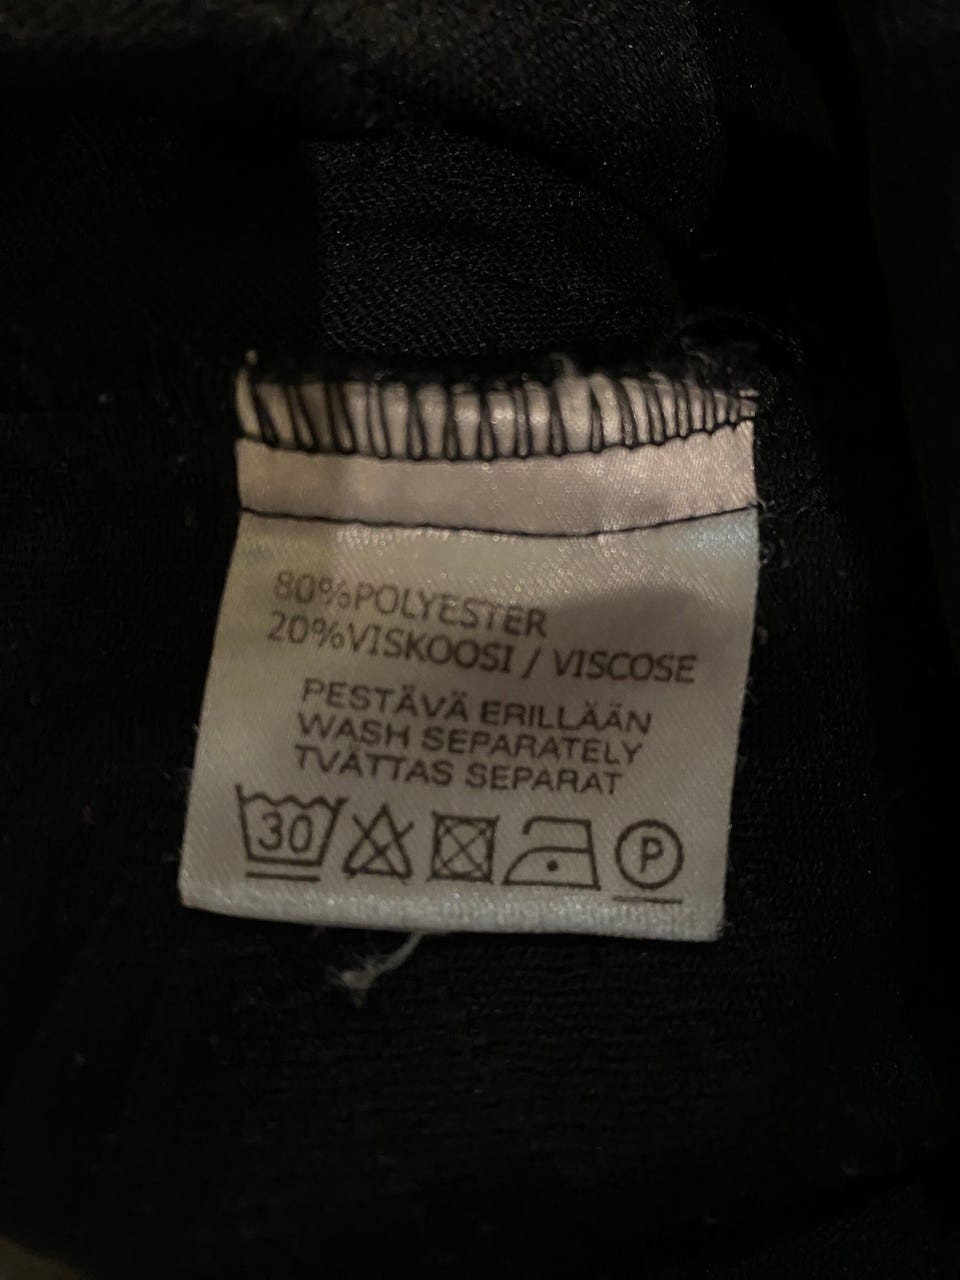 80%POLYESTER
20%VISKOOSI / VISCOSE
PESTÄVÄ ERILLÄÄN
WASH SEPARATELY
TVÄTTAS SEPARAT
30 P